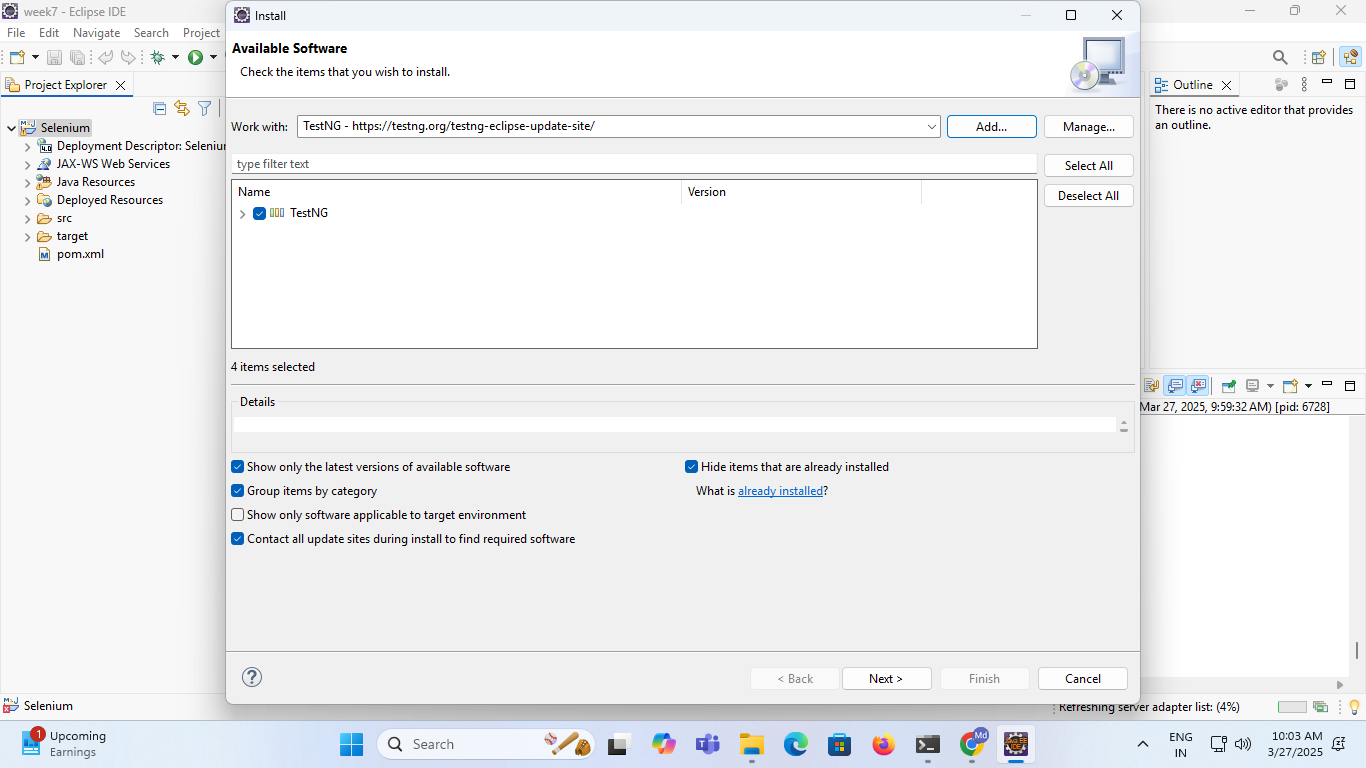 week7 - Eclipse IDE
File Edit Navigate Search Project
Project Explorer
Selenium
Deployment Descriptor: Selenium
JAX-WS Web Services
Java Resources
Deployed Resources
src
target
pom.xml
Install
Available Software
Check the items that you wish to install.
Work with: TestNG - https://testng.org/testng-eclipse-update-site/ Add... Manage...
type filter text
Select All
Deselect All
Name Version
TestNG
4 items selected
Details
Show only the latest versions of available software
Hide items that are already installed
Group items by category
What is already installed?
Show only software applicable to target environment
Contact all update sites during install to find required software
< Back Next > Finish Cancel
Outline
There is no active editor that provides
an outline.
Mar 27, 2025, 9:59:32 AM) [pid: 6728]
Selenium
Refreshing server adapter list: (4%)
1
Upcoming
Earnings
Search
Md
ENG
IN
10:03 AM
3/27/2025